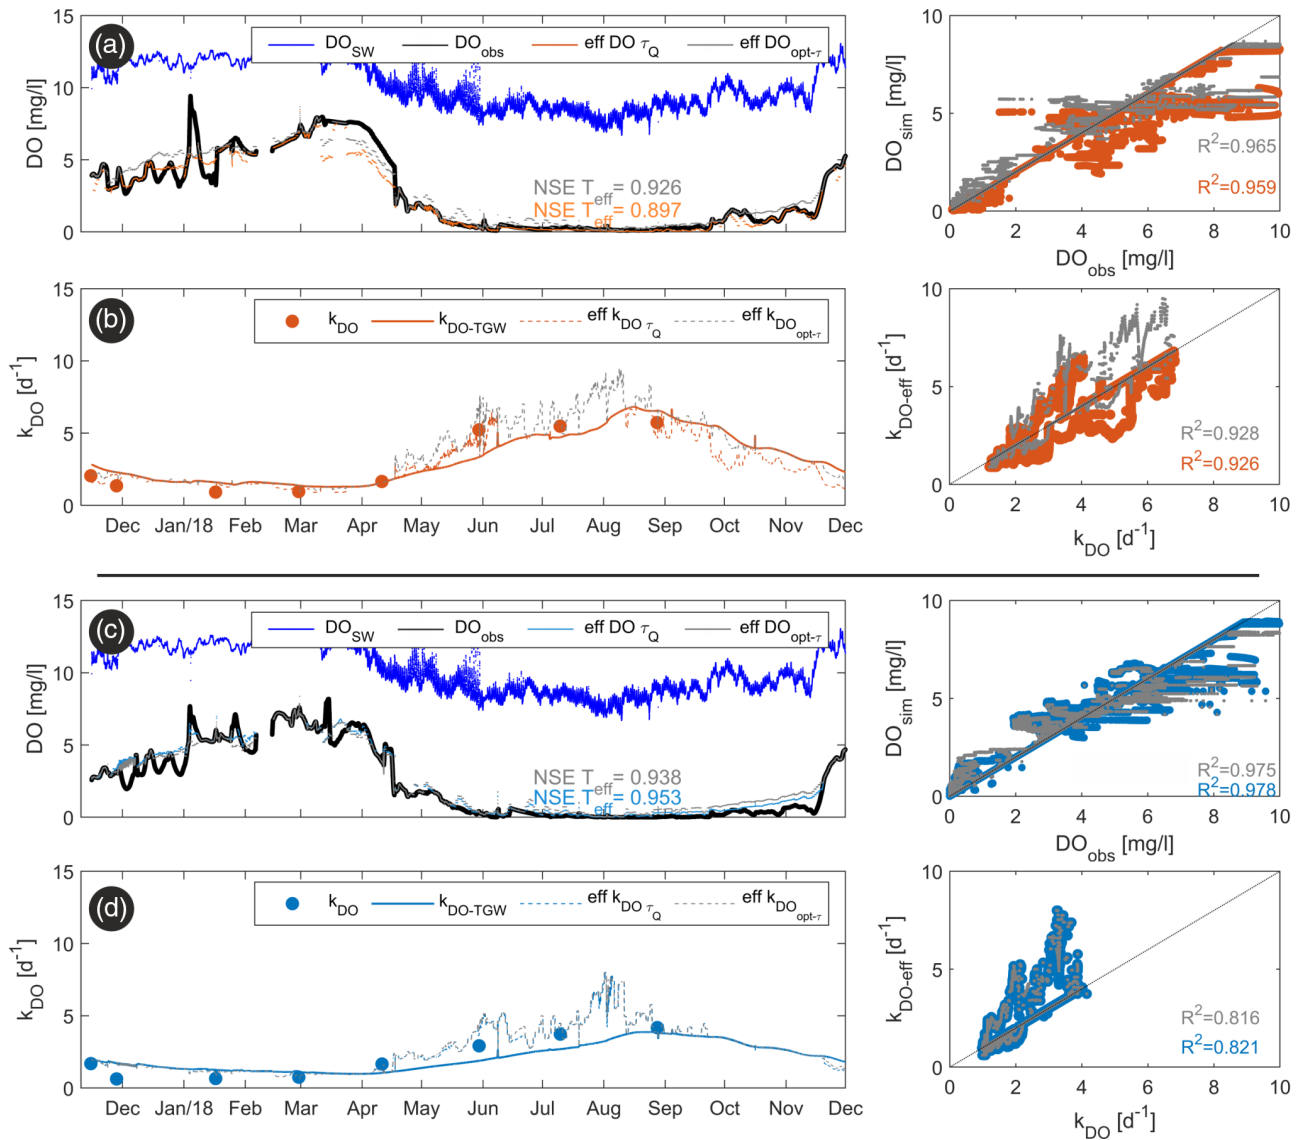 (a)
DO_SW DO_obs eff DO τ_Q eff DO_opt-τ
15
10
5
0
DO [mg/l]
NSE T_eff= 0.926
NSE T_eff= 0.897
10
5
0
DO_sim [mg/l]
R²=0.965
R²=0.959
0 2 4 6 8 10
DO_obs [mg/l]
(b)
k_DO k_DO-TGW eff k_DO τ_Q eff k_DO_opt-τ
15
10
5
0
k_DO [d⁻¹]
Dec Jan/18 Feb Mar Apr May Jun Jul Aug Sep Oct Nov Dec
10
5
0
k_DO-eff [d⁻¹]
R²=0.928
R²=0.926
0 2 4 6 8 10
k_DO [d⁻¹]
(c)
DO_SW DO_obs eff DO τ_Q eff DO_opt-τ
15
10
5
0
DO [mg/l]
NSE T_eff= 0.938
NSE T_eff= 0.953
10
5
0
DO_sim [mg/l]
R²=0.975
R²=0.978
0 2 4 6 8 10
DO_obs [mg/l]
(d)
k_DO k_DO-TGW eff k_DO τ_Q eff k_DO_opt-τ
15
10
5
0
k_DO [d⁻¹]
Dec Jan/18 Feb Mar Apr May Jun Jul Aug Sep Oct Nov Dec
10
5
0
k_DO-eff [d⁻¹]
R²=0.816
R²=0.821
0 2 4 6 8 10
k_DO [d⁻¹]